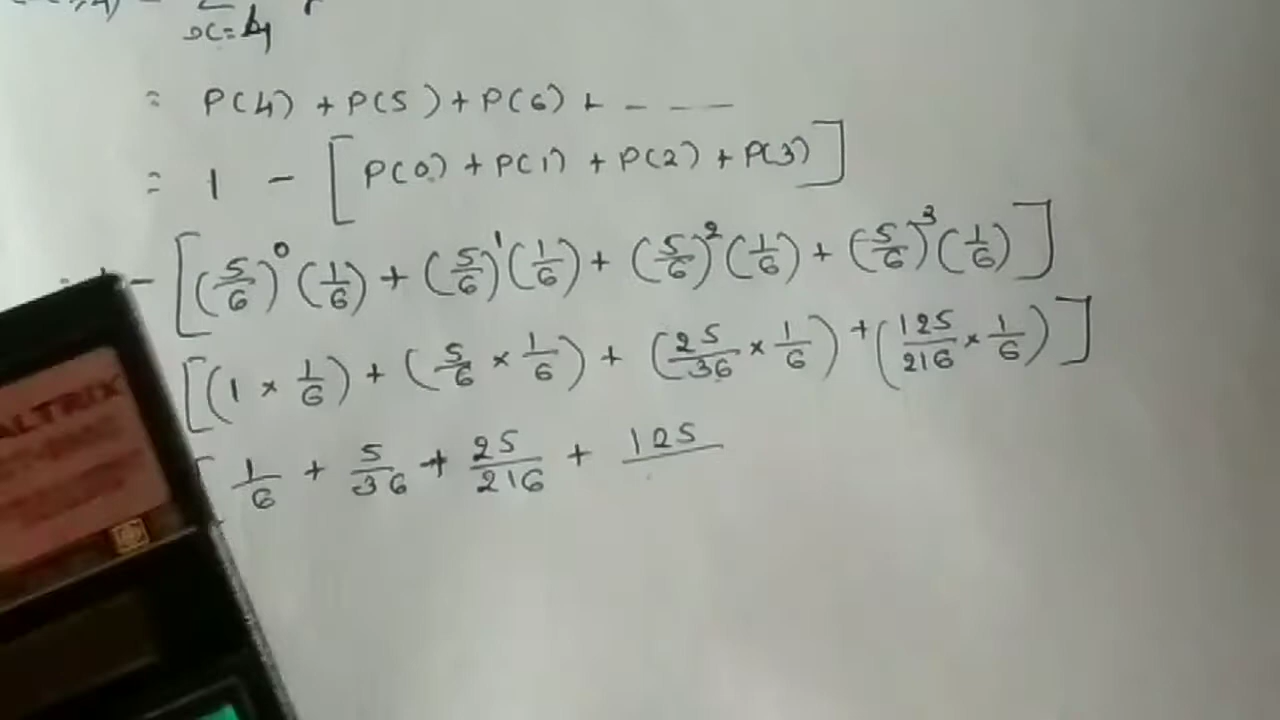 x=4
= P(4) + P(5) + P(6) + - - -
= 1 - [P(0) + P(1) + P(2) + P(3)]
- [(5/6)^0 (1/6) + (5/6)^1 (1/6) + (5/6)^2 (1/6) + (5/6)^3 (1/6)]
[(1 × 1/6) + (5/6 × 1/6) + (25/36 × 1/6) + (125/216 × 1/6)]
[1/6 + 5/36 + 25/216 + 125/